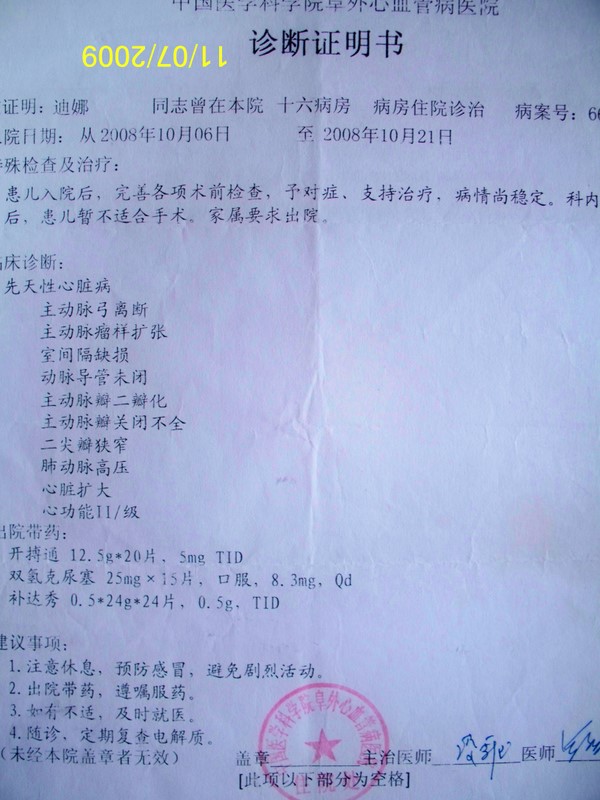 中国医学科学院阜外心血管病医院
11/07/2009
诊断证明书
证明：迪娜 同志曾在本院 十六病房 病房住院诊治 病案号：66
院日期：从2008年10月06日 至 2008年10月21日
殊检查及治疗：
患儿入院后，完善各项术前检查，予对症、支持治疗，病情尚稳定。科内
后，患儿暂不适合手术。家属要求出院。
临床诊断：
先天性心脏病
主动脉弓离断
主动脉瘤样扩张
室间隔缺损
动脉导管未闭
主动脉瓣二瓣化
主动脉瓣关闭不全
二尖瓣狭窄
肺动脉高压
心脏扩大
心功能II/级
出院带药：
开搏通 12.5g*20片，5mg TID
双氢克尿塞 25mg×15片，口服，8.3mg，Qd
补达秀 0.5*24g*24片，0.5g，TID
建议事项：
1.注意休息，预防感冒，避免剧烈活动。
2.出院带药，遵嘱服药。
3.如有不适，及时就医。
4.随诊、定期复查电解质。
(未经本院盖章者无效) 盖章 主治医师 医师
[此项以下部分为空格]